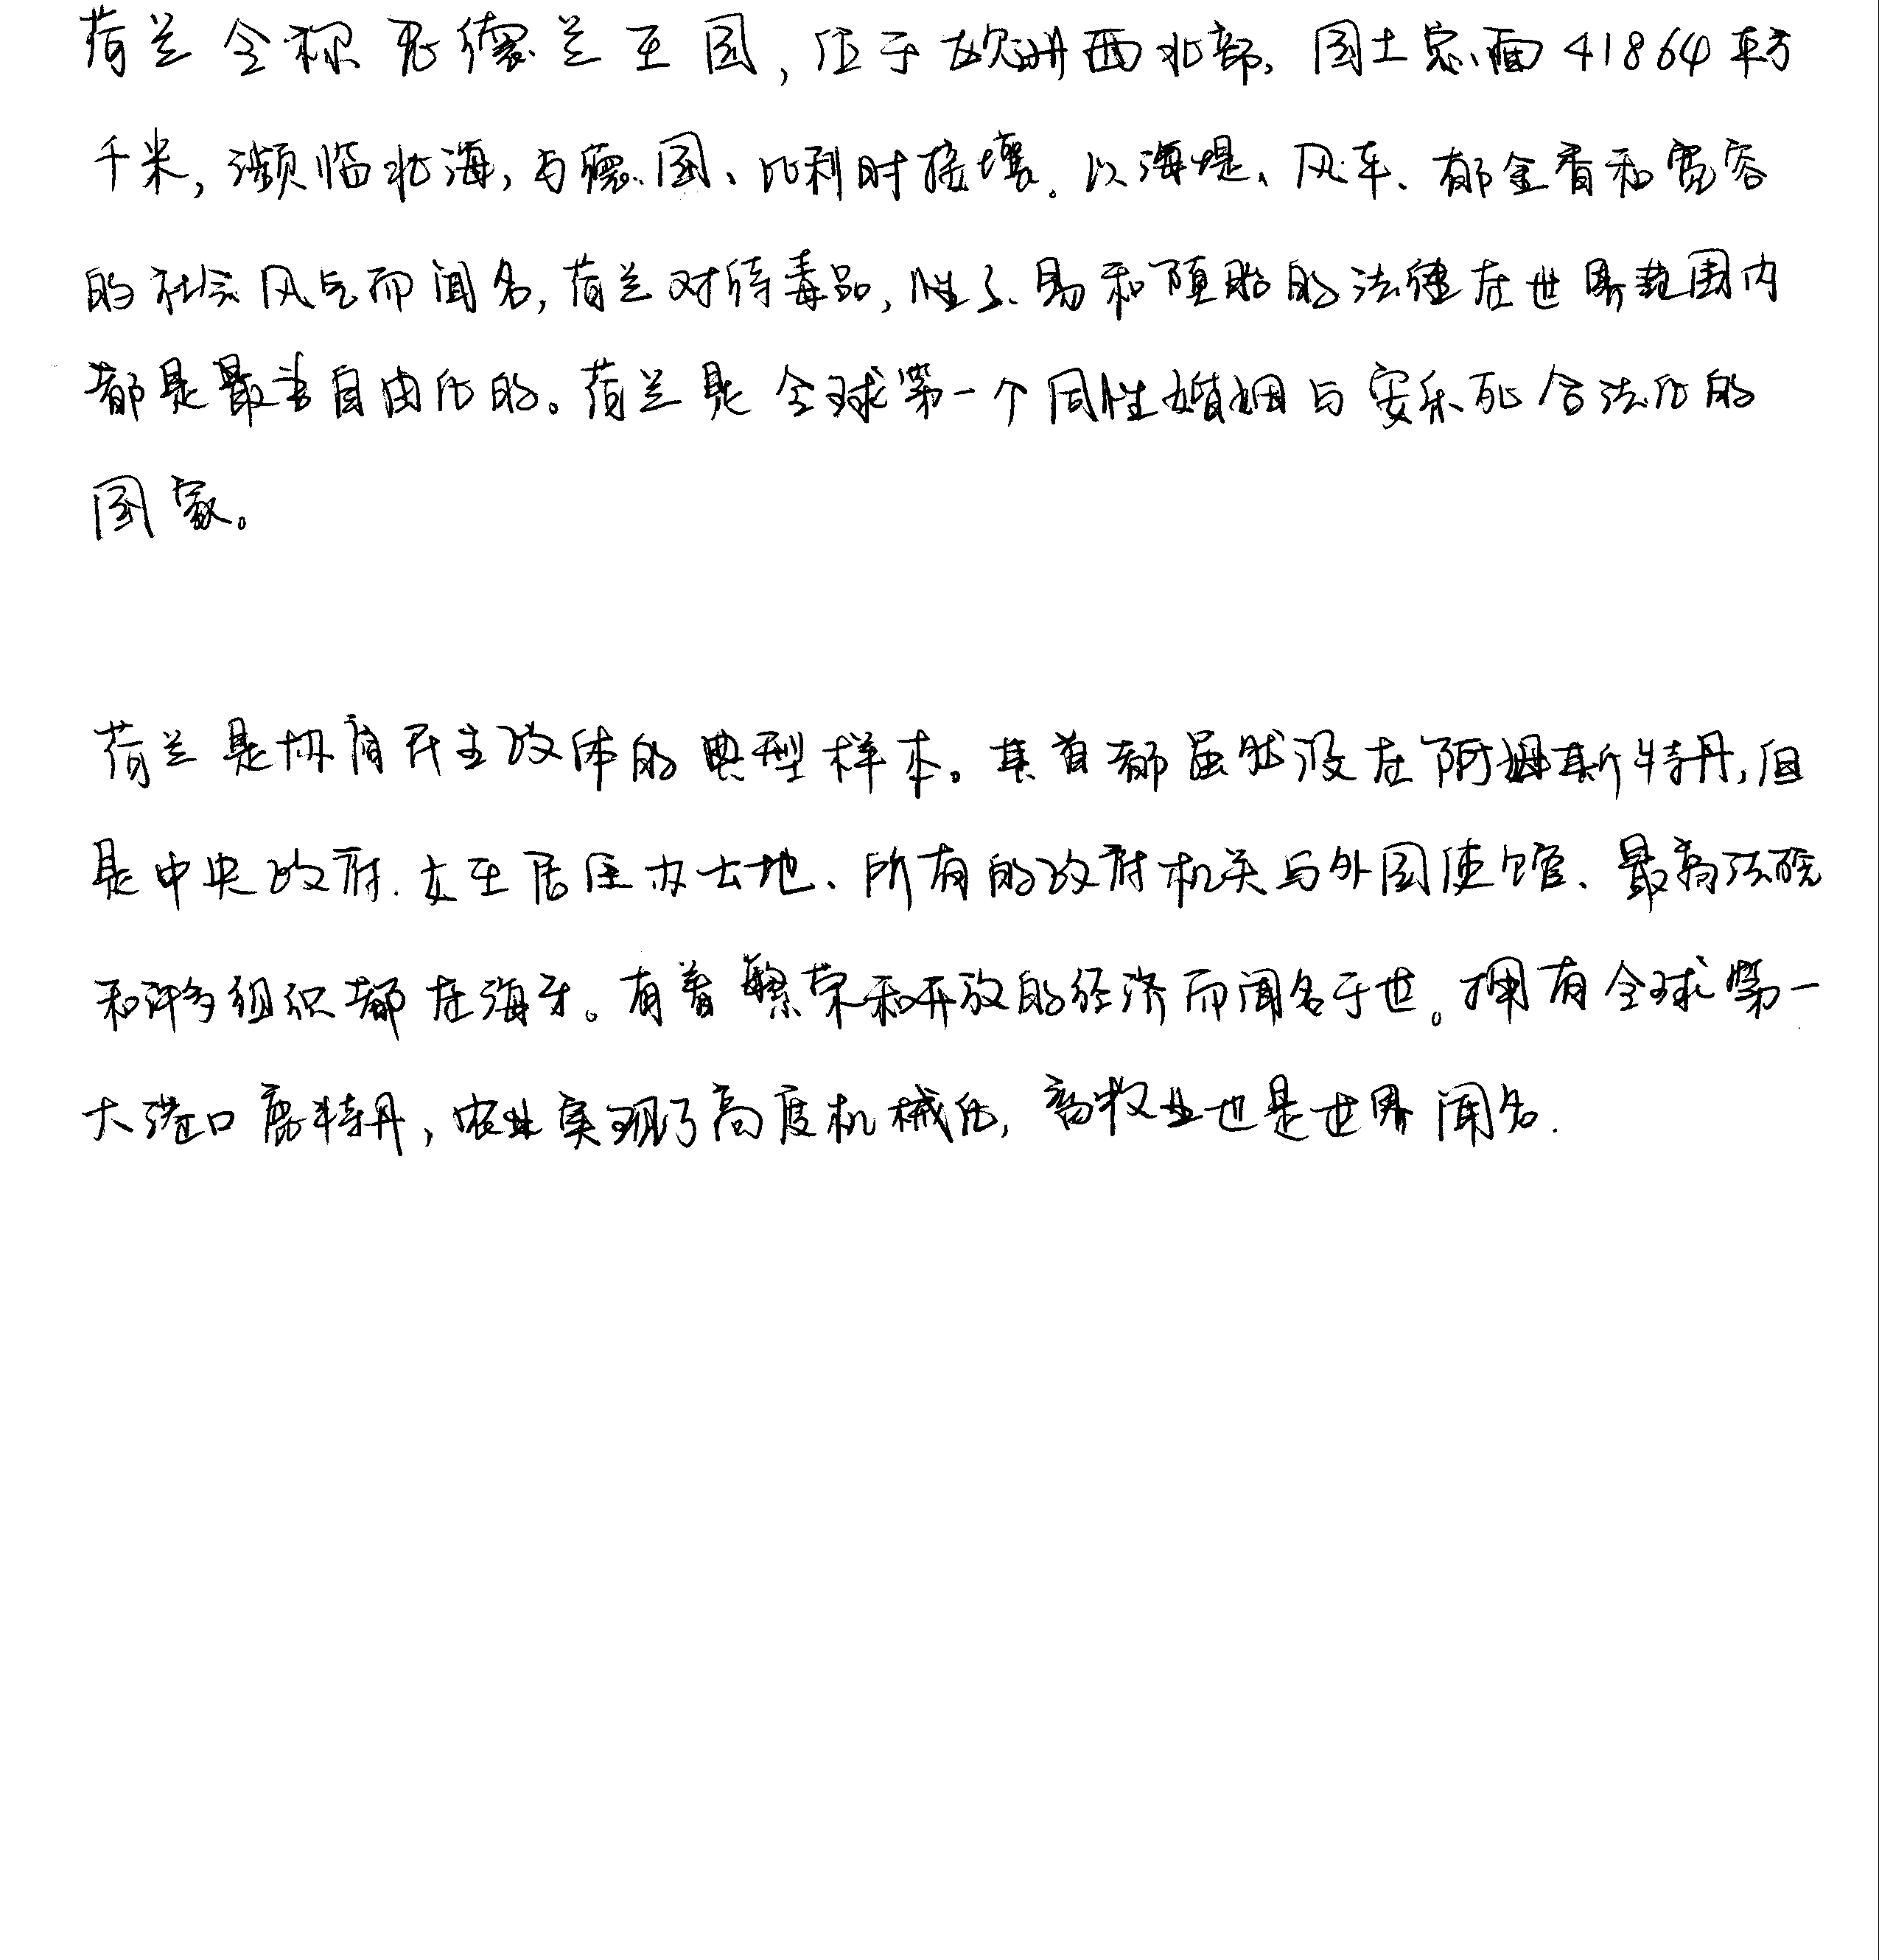 荷兰全称尼德兰王国，位于欧洲西北部，国土总面41864平方
千米，濒临北海，与德国、比利时接壤。以海堤、风车、郁金香和宽容
的社会风气而闻名，荷兰对待毒品，性交易和堕胎的法律在世界范围内
都是最为自由化的。荷兰是全球第一个同性婚姻与安乐死合法化的
国家。
荷兰是协商民主政体的典型样本。其首都虽然设在阿姆斯特丹，但
是中央政府、女王居住办公地、所有的政府机关与外国使馆、最高法院
和许多组织都在海牙。有着繁荣和开放的经济而闻名于世。拥有全球第一
大港口鹿特丹，农业实现了高度机械化，畜牧业也是世界闻名.